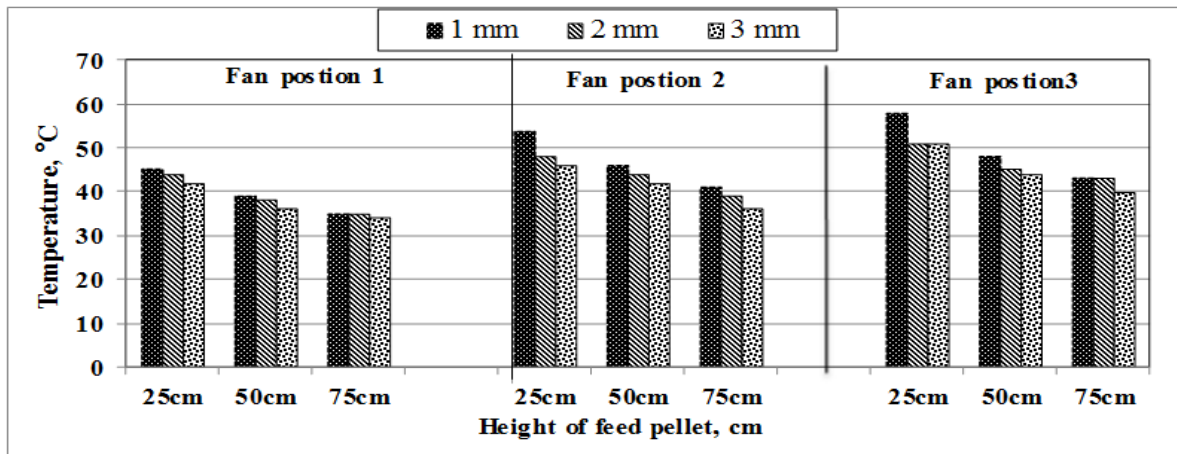 1 mm 2 mm 3 mm
Fan postion 1 Fan postion 2 Fan postion3
Temperature, °C
70
60
50
40
30
20
10
0
25cm 50cm 75cm 25cm 50cm 75cm 25cm 50cm 75cm
Height of feed pellet, cm